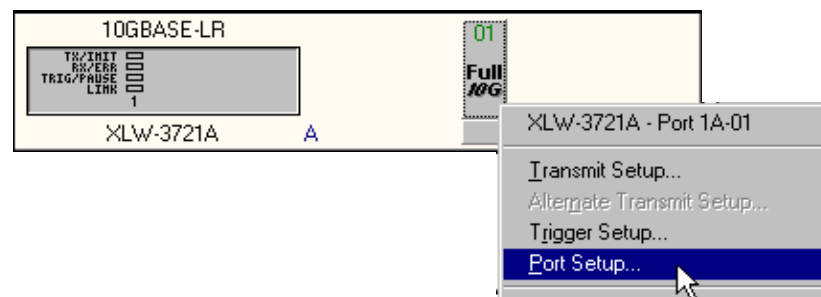 10GBASE-LR
TX/INIT
RX/ERR
TRIG/PAUSE
LINK
1
XLW-3721A
A
01
Full
10G
XLW-3721A - Port 1A-01
Transmit Setup...
Alternate Transmit Setup...
Trigger Setup...
Port Setup...